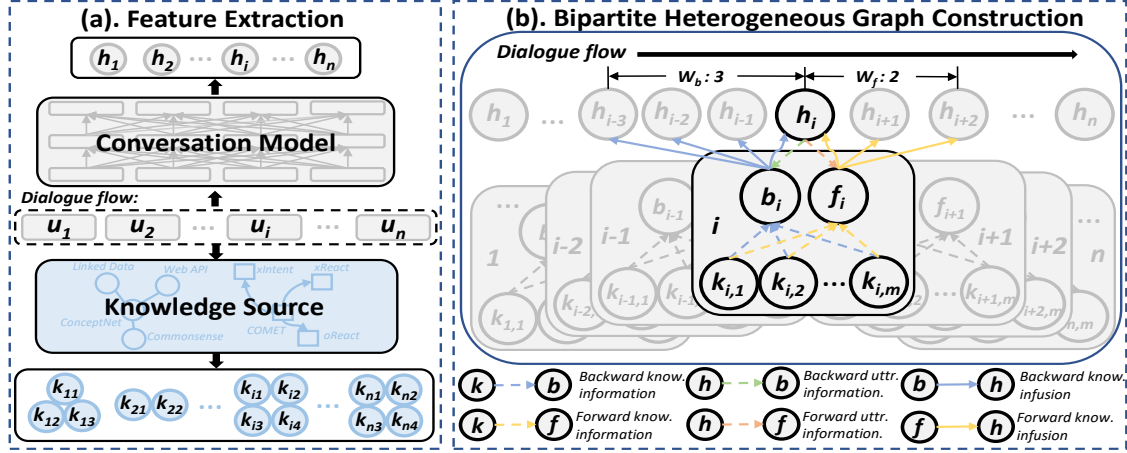 (a). Feature Extraction
h1 h2 ... hi ... hn
Conversation Model
Dialogue flow:
u1 u2 ... ui ... un
Linked Data Web API xIntent xReact
Knowledge Source
ConceptNet COMET oReact
Commonsense
k11 k12 k13 k21 k22 ... ki1 ki2 ki3 ki4 ... kn1 kn2 kn3 kn4
(b). Bipartite Heterogeneous Graph Construction
Dialogue flow
Wb: 3 Wf: 2
h1 ... hi-3 hi-2 hi-1 hi hi+1 hi+2 ... hn
... bi-1 bi fi fi+1 ...
1 i-2 i-1 i i+1 i+2 n
k1,1 ki-2, ki-1,1 ki-1, ki,1 ki,2 ... ki,m ... ki+1,m i+2,m n,m
k b Backward know. information
h b Backward uttr. information.
b h Backward know. infusion
k f Forward know. information
h f Forward uttr. information.
f h Forward know. infusion